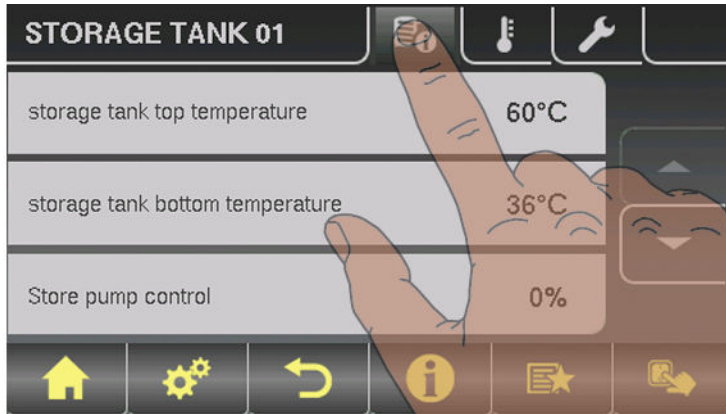 STORAGE TANK 01
storage tank top temperature 60°C
storage tank bottom temperature 36°C
Store pump control 0%